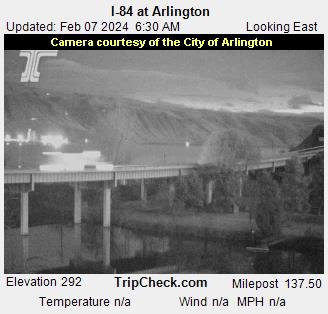 I-84 at Arlington
Updated: Feb 07 2024 6:30 AM Looking East
Camera courtesy of the City of Arlington
Elevation 292 TripCheck.com Milepost 137.50
Temperature n/a Wind n/a MPH n/a